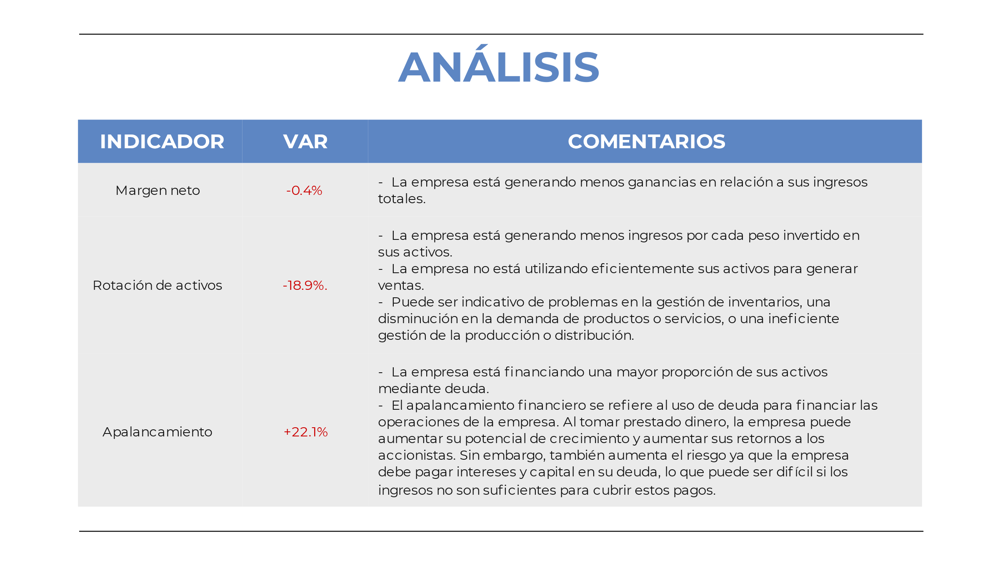 ANÁLISIS
INDICADOR VAR COMENTARIOS
Margen neto
-0.4%
- La empresa está generando menos ganancias en relación a sus ingresos
totales.
Rotación de activos
-18.9%.
- La empresa está generando menos ingresos por cada peso invertido en
sus activos.
- La empresa no está utilizando eficientemente sus activos para generar
ventas.
- Puede ser indicativo de problemas en la gestión de inventarios, una
disminución en la demanda de productos o servicios, o una ineficiente
gestión de la producción o distribución.
Apalancamiento
+22.1%
- La empresa está financiando una mayor proporción de sus activos
mediante deuda.
- El apalancamiento financiero se refiere al uso de deuda para financiar las
operaciones de la empresa. Al tomar prestado dinero, la empresa puede
aumentar su potencial de crecimiento y aumentar sus retornos a los
accionistas. Sin embargo, también aumenta el riesgo ya que la empresa
debe pagar intereses y capital en su deuda, lo que puede ser difícil si los
ingresos no son suficientes para cubrir estos pagos.